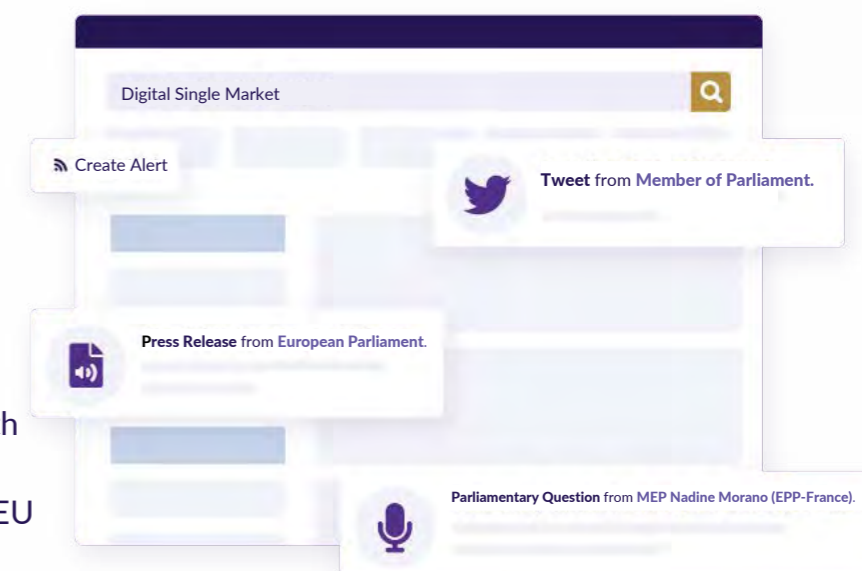 Digital Single Market
Create Alert
Tweet from Member of Parliament.
Press Release from European Parliament.
h
EU
Parliamentary Question from MEP Nadine Morano (EPP-France).